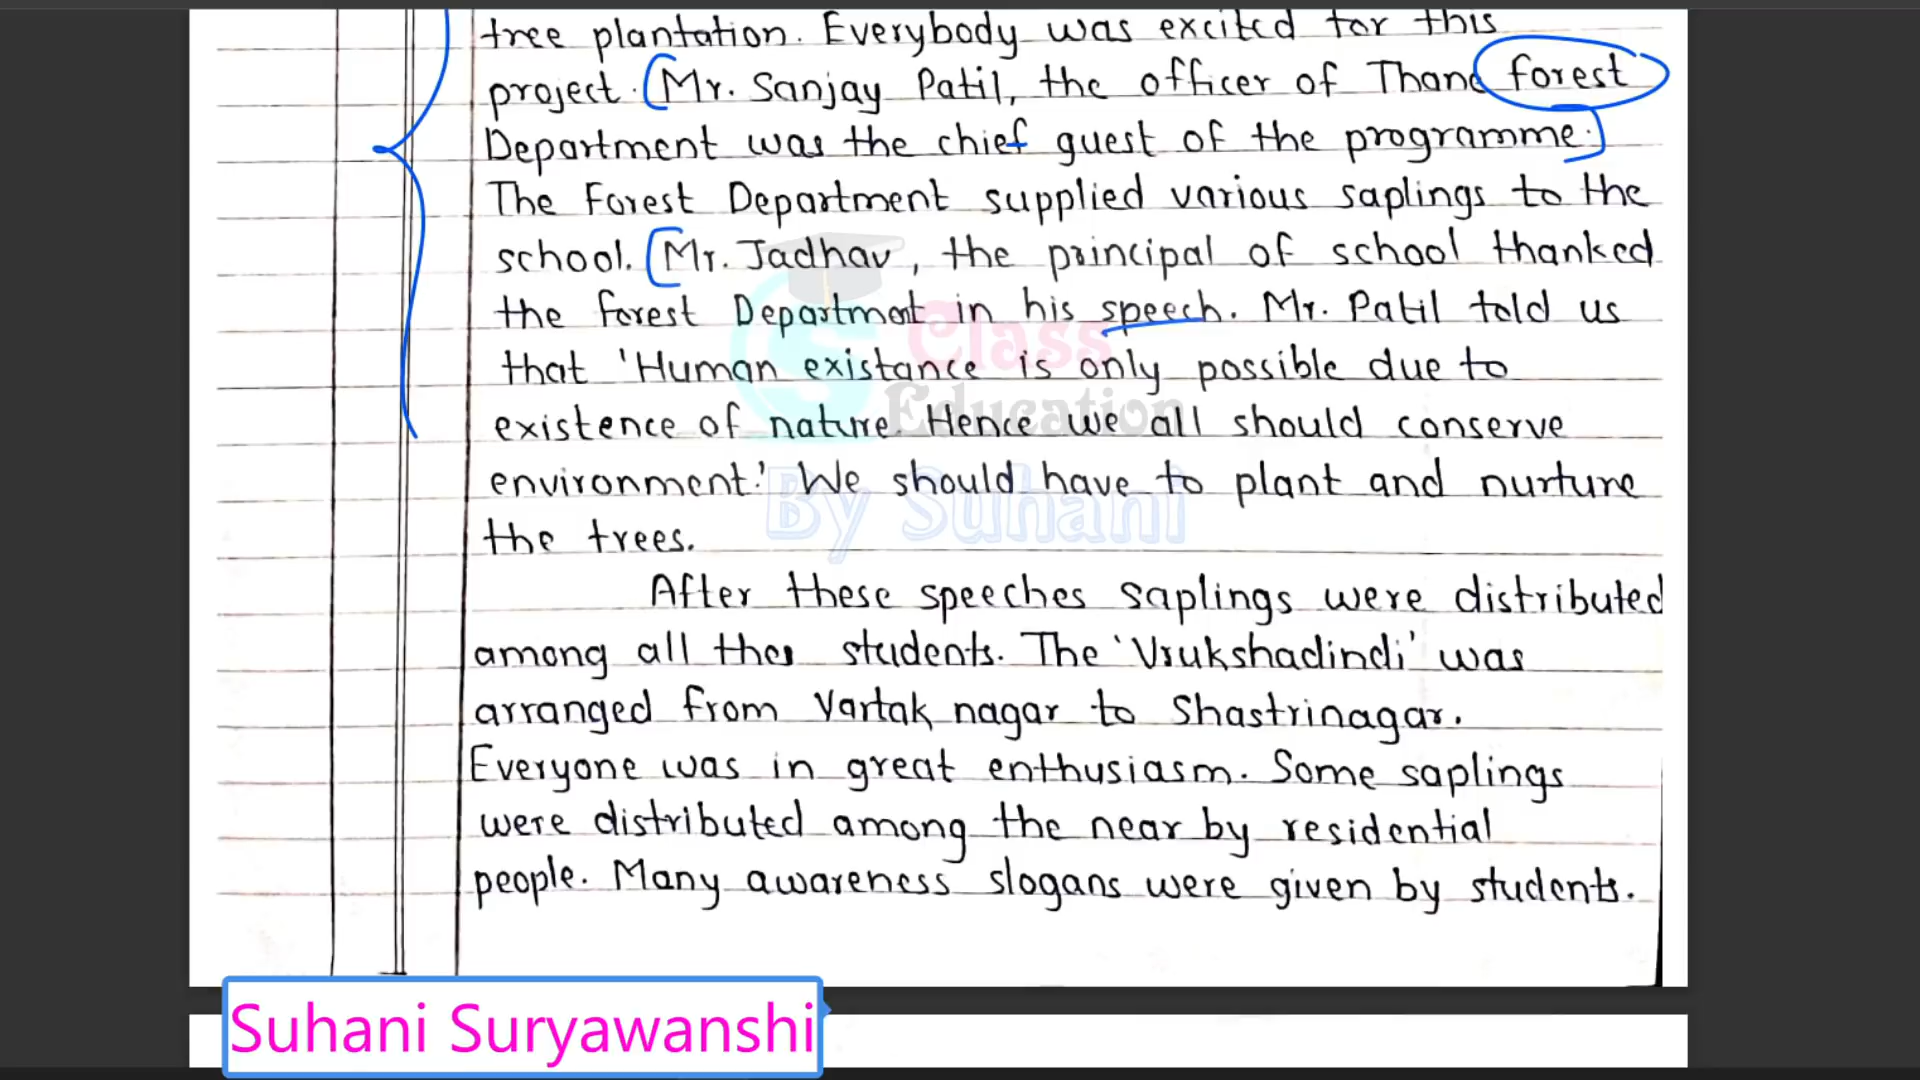 tree plantation. Everybody was excited for this
project. (Mr. Sanjay Patil, the officer of Thane forest
Department was the chief guest of the programme.)
The Forest Department supplied various saplings to the
school. (Mr. Jadhav, the principal of school thanked
the forest Department in his speech. Mr. Patil told us
that 'Human existance is only possible due to
existence of nature. Hence we all should conserve
environment.' We should have to plant and nurture
the trees.
After these speeches saplings were distributed
among all the students. The 'Vrukshadindi' was
arranged from Vartak nagar to Shastrinagar.
Everyone was in great enthusiasm. Some saplings
were distributed among the near by residential
people. Many awareness slogans were given by students.
Class
Education
By Suhani
Suhani Suryawanshi